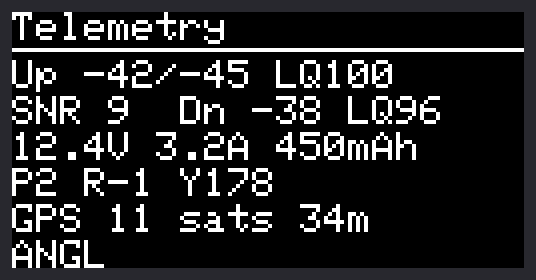 Telemetry
Up -42/-45 LQ100
SNR 9 Dn -38 LQ96
12.4V 3.2A 450mAh
P2 R-1 Y178
GPS 11 sats 34m
ANGL